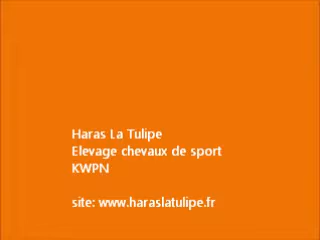 Haras La Tulipe
Elevage chevaux de sport
KWPN
site: www.haraslatulipe.fr